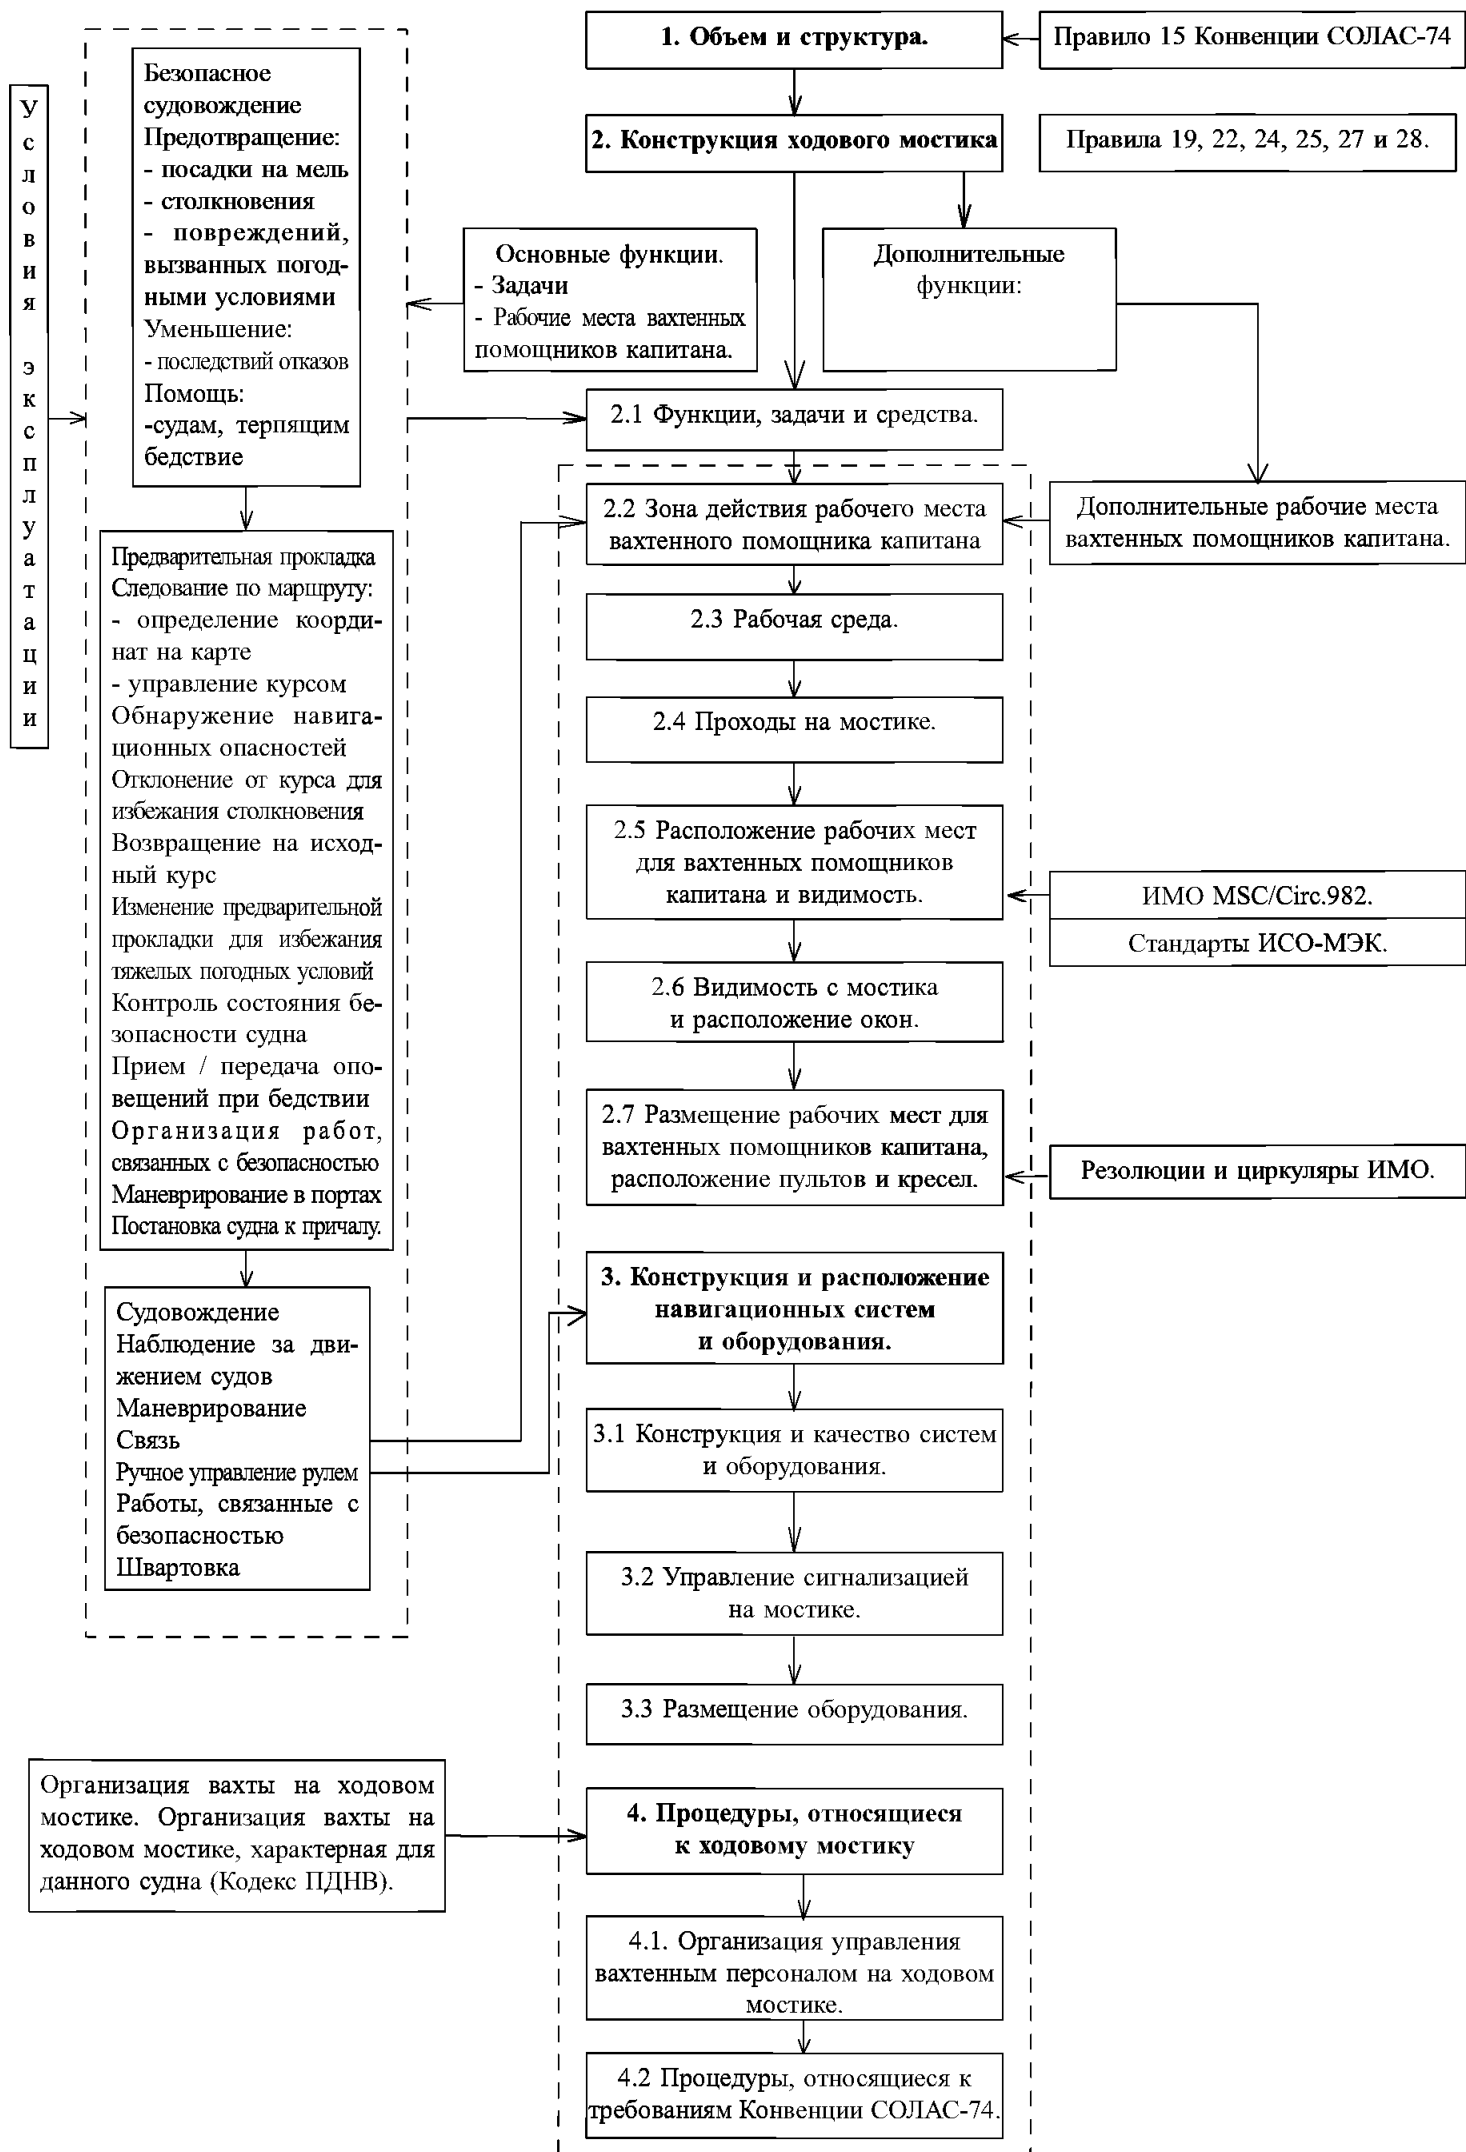 1. Объем и структура.
Правило 15 Конвенции СОЛАС-74
2. Конструкция ходового мостика
Правила 19, 22, 24, 25, 27 и 28.
Условия эксплуатации
Безопасное
судовождение
Предотвращение:
- посадки на мель
- столкновения
- повреждений,
вызванных погод-
ными условиями
Уменьшение:
- последствий отказов
Помощь:
-судам, терпящим
бедствие
Основные функции.
- Задачи
- Рабочие места вахтенных
помощников капитана.
Дополнительные
функции:
2.1 Функции, задачи и средства.
2.2 Зона действия рабочего места
вахтенного помощника капитана
Дополнительные рабочие места
вахтенных помощников капитана.
Предварительная прокладка
Следование по маршруту:
- определение коорди-
нат на карте
- управление курсом
Обнаружение навига-
ционных опасностей
Отклонение от курса для
избежания столкновения
Возвращение на исход-
ный курс
Изменение предварительной
прокладки для избежания
тяжелых погодных условий
Контроль состояния бе-
зопасности судна
Прием / передача опо-
вещений при бедствии
Организация работ,
связанных с безопасностью
Маневрирование в портах
Постановка судна к причалу.
2.3 Рабочая среда.
2.4 Проходы на мостике.
2.5 Расположение рабочих мест
для вахтенных помощников
капитана и видимость.
ИМО MSC/Circ.982.
Стандарты ИСО-МЭК.
2.6 Видимость с мостика
и расположение окон.
2.7 Размещение рабочих мест для
вахтенных помощников капитана,
расположение пультов и кресел.
Резолюции и циркуляры ИМО.
3. Конструкция и расположение
навигационных систем
и оборудования.
Судовождение
Наблюдение за дви-
жением судов
Маневрирование
Связь
Ручное управление рулем
Работы, связанные с
безопасностью
Швартовка
3.1 Конструкция и качество систем
и оборудования.
3.2 Управление сигнализацией
на мостике.
3.3 Размещение оборудования.
Организация вахты на ходовом
мостике. Организация вахты на
ходовом мостике, характерная для
данного судна (Кодекс ПДНВ).
4. Процедуры, относящиеся
к ходовому мостику
4.1. Организация управления
вахтенным персоналом на ходовом
мостике.
4.2 Процедуры, относящиеся к
требованиям Конвенции СОЛАС-74.